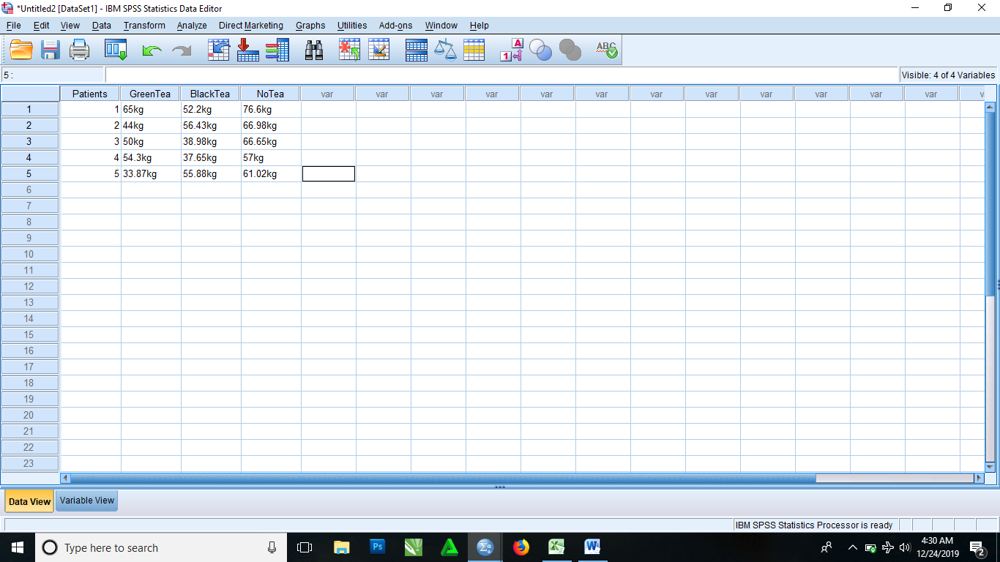 *Untitled2 [DataSet1] - IBM SPSS Statistics Data Editor
File Edit View Data Transform Analyze Direct Marketing Graphs Utilities Add-ons Window Help
A
1
ABC
5 : Visible: 4 of 4 Variables
Patients GreenTea BlackTea NoTea var var var var var var var var var var var var v
1 1 65kg 52.2kg 76.6kg
2 2 44kg 56.43kg 66.98kg
3 3 50kg 38.98kg 66.65kg
4 4 54.3kg 37.65kg 57kg
5 5 33.87kg 55.88kg 61.02kg
6
7
8
9
10
11
12
13
14
15
16
17
18
19
20
21
22
23
Data View Variable View
IBM SPSS Statistics Processor is ready
Type here to search Ps Σα X W 4:30 AM
12/24/2019 2